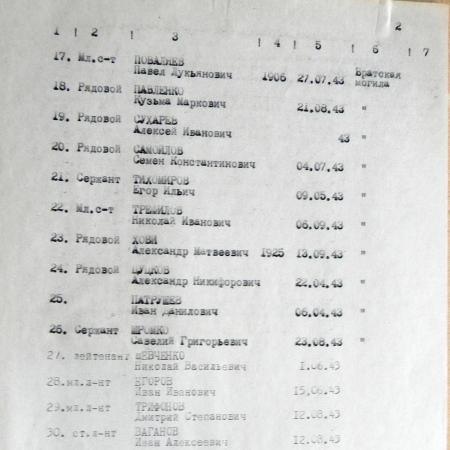 2
1 ! 2 ! 3 ! 4 ! 5 ! 6 ! 7
17. Мл.с-т ПОВАЛЯЕВ
Павел Лукьянович 1906 27.07.43 Братская могила
18. Рядовой ПАВЛЕНКО
Кузьма Маркович 21.08.43 "
19. Рядовой СУХАРЕВ
Алексей Иванович 43 "
20. Рядовой САМОЙЛОВ
Семен Константинович 04.07.43 "
21. Сержант ТИХОМИРОВ
Егор Ильич 09.05.43 "
22. Мл.с-т ТРЕФИЛОВ
Николай Иванович 06.09.43 "
23. Рядовой ХОВИ
Александр Матвеевич 1925 13.09.43 "
24. Рядовой
Александр Никифорович 22.04.43 "
25. ПАТРУШЕВ
Иван Данилович 06.04.43 "
26. Сержант ШРОМКО
Савелий Григорьевич 23.08.43 "
27. лейтенант ШЕВЧЕНКО
Николай Васильевич 1.06.43
28.мл.л-нт ЕГОРОВ
Иван Иванович 15.06.43
29.мл.л-нт ТРИФОНОВ
Дмитрий Степанович 12.08.43
30. ст.л-нт ВАГАНОВ
Иван Алексеевич 12.08.43